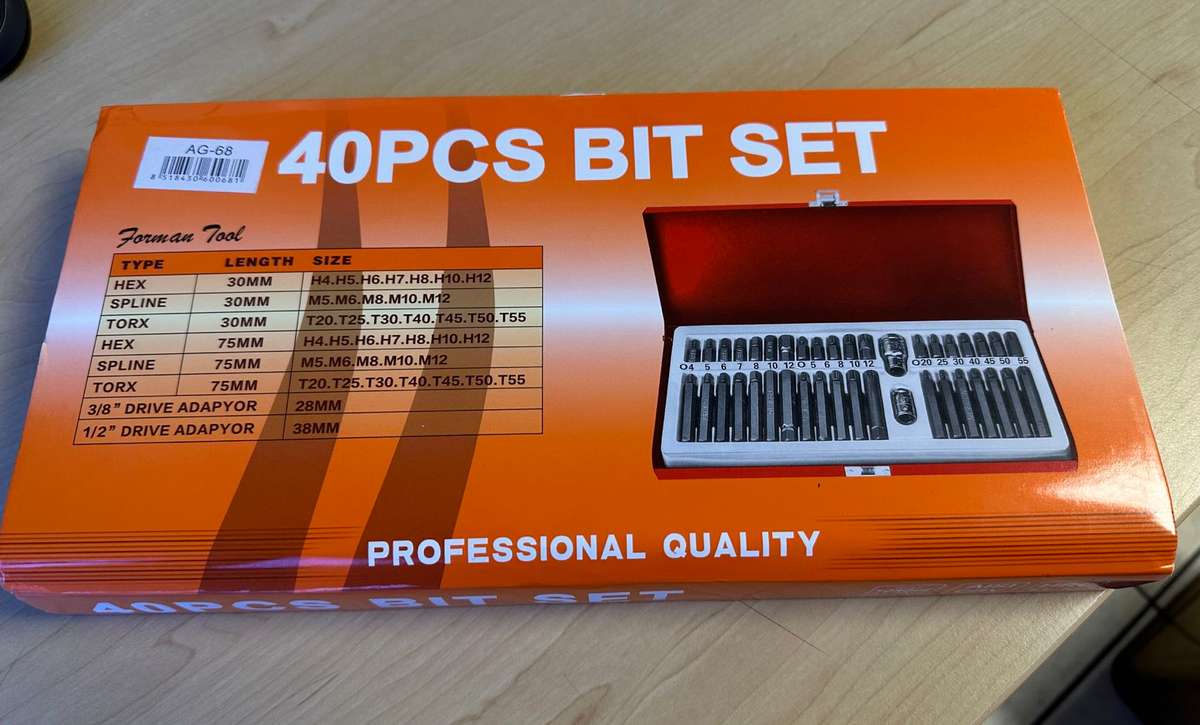 AG-68
8 518430 600681
40PCS BIT SET
Forman Tool
TYPE LENGTH SIZE
HEX 30MM H4.H5.H6.H7.H8.H10.H12
SPLINE 30MM M5.M6.M8.M10.M12
TORX 30MM T20.T25.T30.T40.T45.T50.T55
HEX 75MM H4.H5.H6.H7.H8.H10.H12
SPLINE 75MM M5.M6.M8.M10.M12
TORX 75MM T20.T25.T30.T40.T45.T50.T55
3/8” DRIVE ADAPYOR 28MM
1/2” DRIVE ADAPYOR 38MM
4 5 6 7 8 10 12 5 6 8 10 12 20 25 30 40 45 50 55
PROFESSIONAL QUALITY
40PCS BIT SET